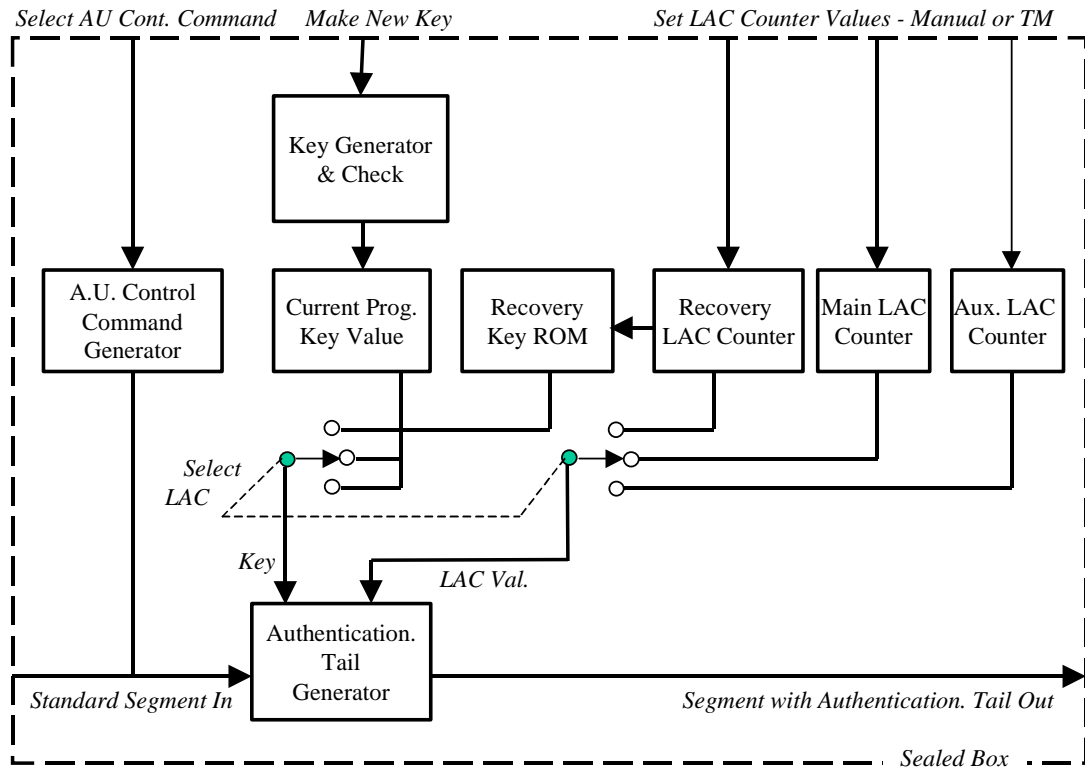 Select AU Cont. Command
Make New Key
Set LAC Counter Values - Manual or TM
Key Generator
& Check
A.U. Control
Command
Generator
Current Prog.
Key Value
Recovery
Key ROM
Recovery
LAC Counter
Main LAC
Counter
Aux. LAC
Counter
Select
LAC
Key
LAC Val.
Authentication.
Tail
Generator
Standard Segment In
Segment with Authentication. Tail Out
Sealed Box